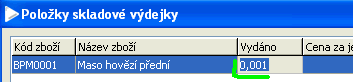 Položky skladové výdejky
Kód zboží Název zboží Vydáno Cena za je
BPM0001 Maso hovězí přední 0,001